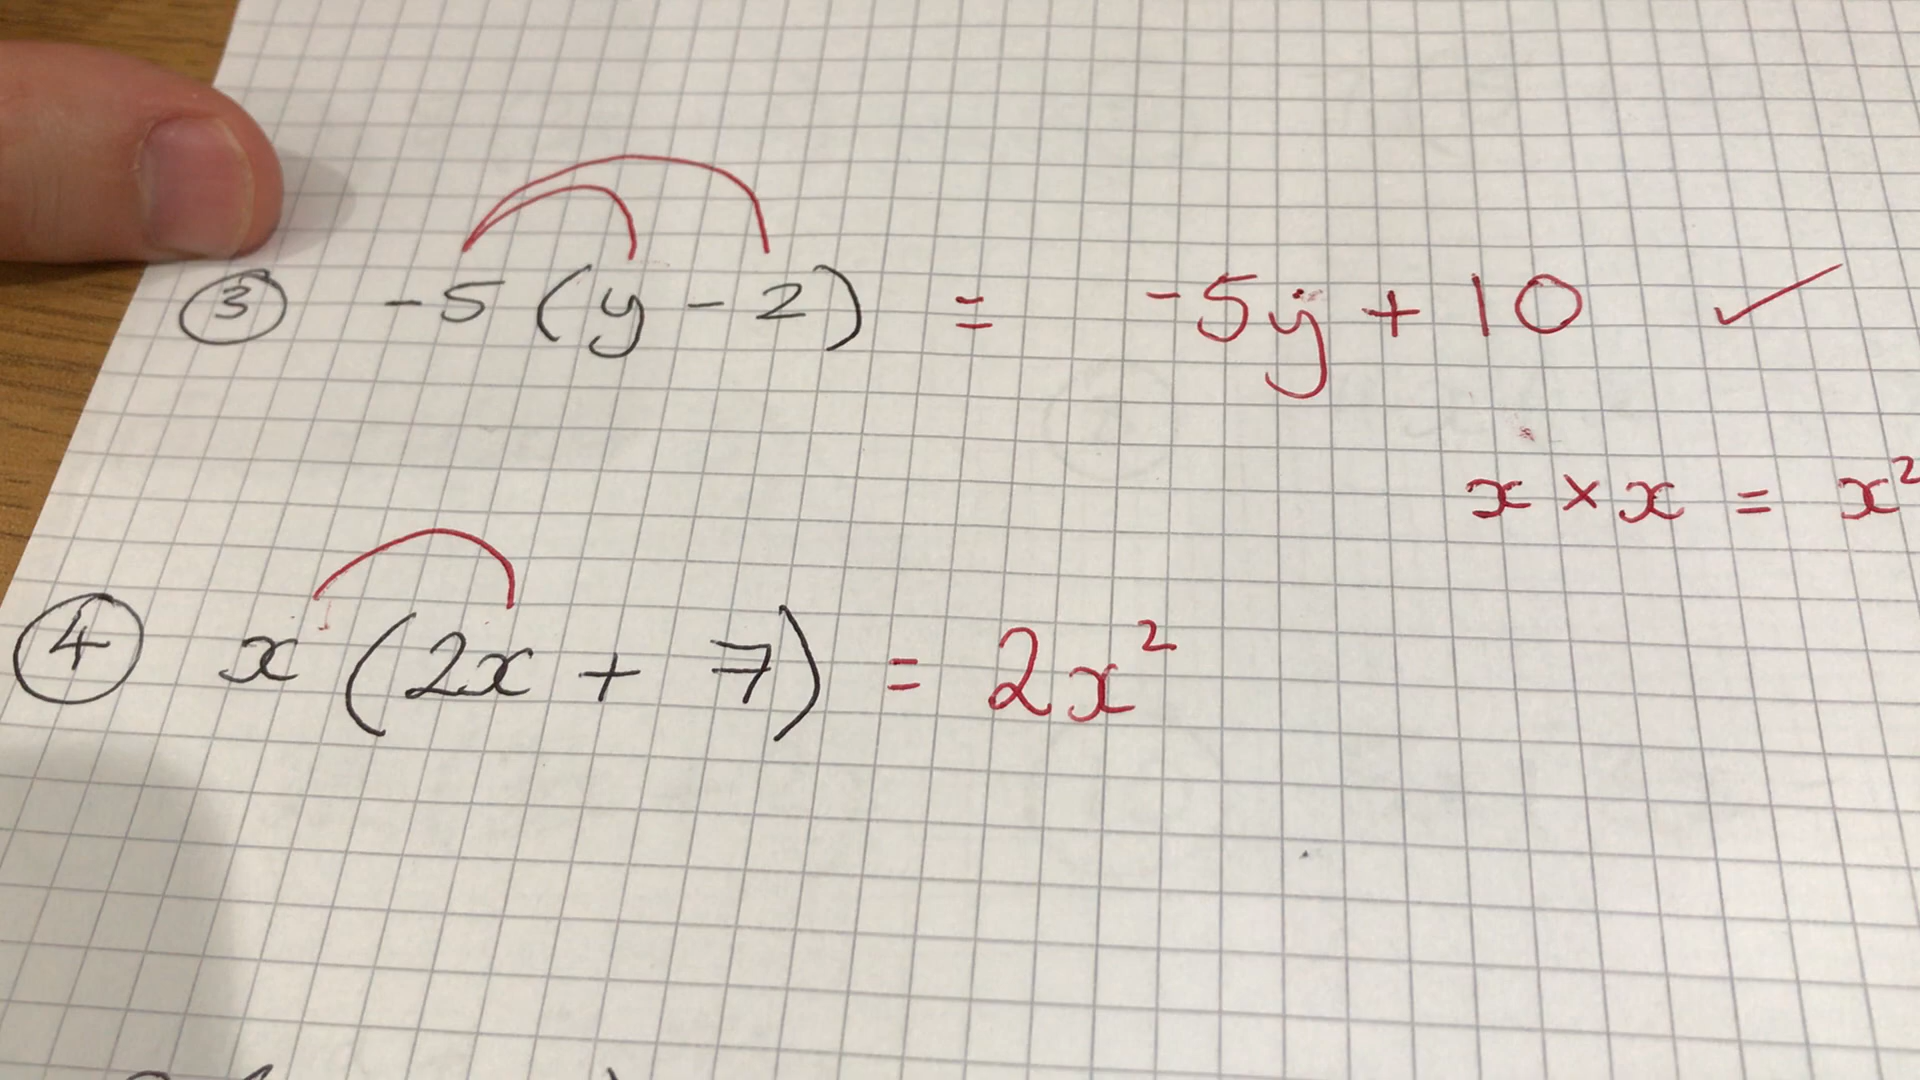 ③ -5(y-2) = -5y+10 ✓
x × x = x²
④ x(2x+7) = 2x²